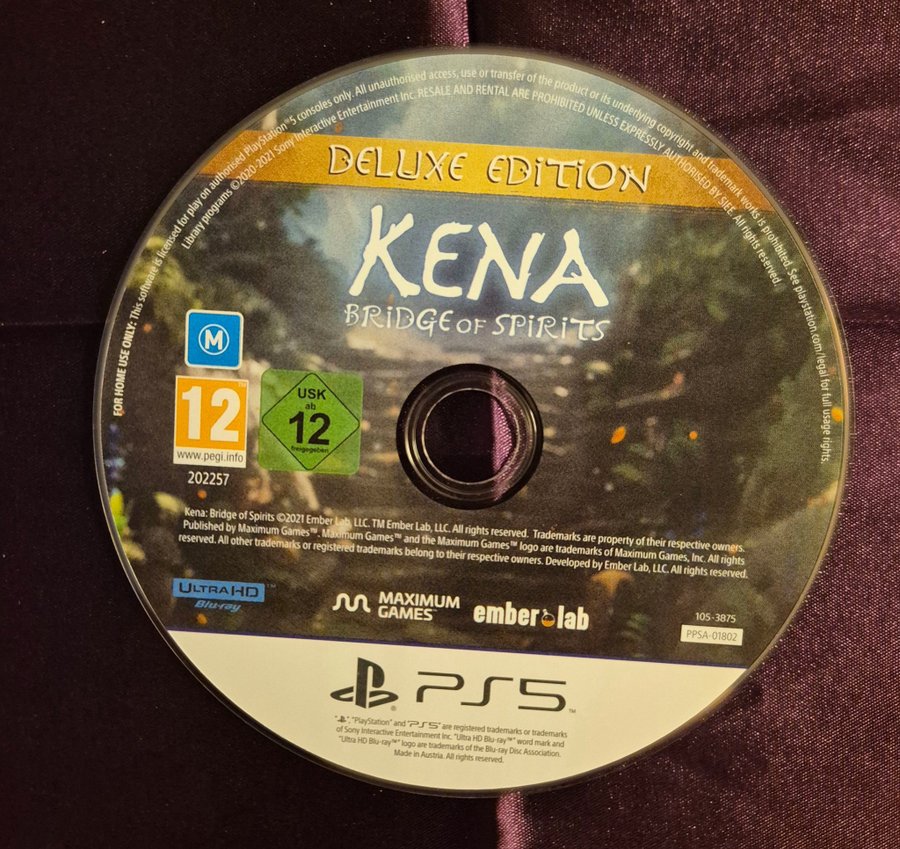 FOR HOME USE ONLY: This software is licensed for play on authorised PlayStation®5 consoles only. All unauthorised access, use or transfer of the product or its underlying copyright and trademark works is prohibited. See playstation.com/legal for full usage rights.
Library programs ©2020-2021 Sony Interactive Entertainment Inc. RESALE AND RENTAL ARE PROHIBITED UNLESS EXPRESSLY AUTHORISED BY SIEE. All rights reserved.
DELUXE EDITION
KENA
BRIDGE OF SPIRITS
M
12
www.pegi.info
USK
ab
12
freigegeben
202257
Kena: Bridge of Spirits ©2021 Ember Lab, LLC. TM Ember Lab, LLC. All rights reserved. Trademarks are property of their respective owners.
Published by Maximum Games™. Maximum Games™ and the Maximum Games™ logo are trademarks of Maximum Games, Inc. All rights
reserved. All other trademarks or registered trademarks belong to their respective owners. Developed by Ember Lab, LLC. All rights reserved.
ULTRA HD™
Blu-ray
MAXIMUM
GAMES™
ember lab
105-3875
PPSA-01802
PS5™
"", "PlayStation" and "PS5" are registered trademarks or trademarks
of Sony Interactive Entertainment Inc. "Ultra HD Blu-ray™" word mark and
"Ultra HD Blu-ray™" logo are trademarks of the Blu-ray Disc Association.
Made in Austria. All rights reserved.